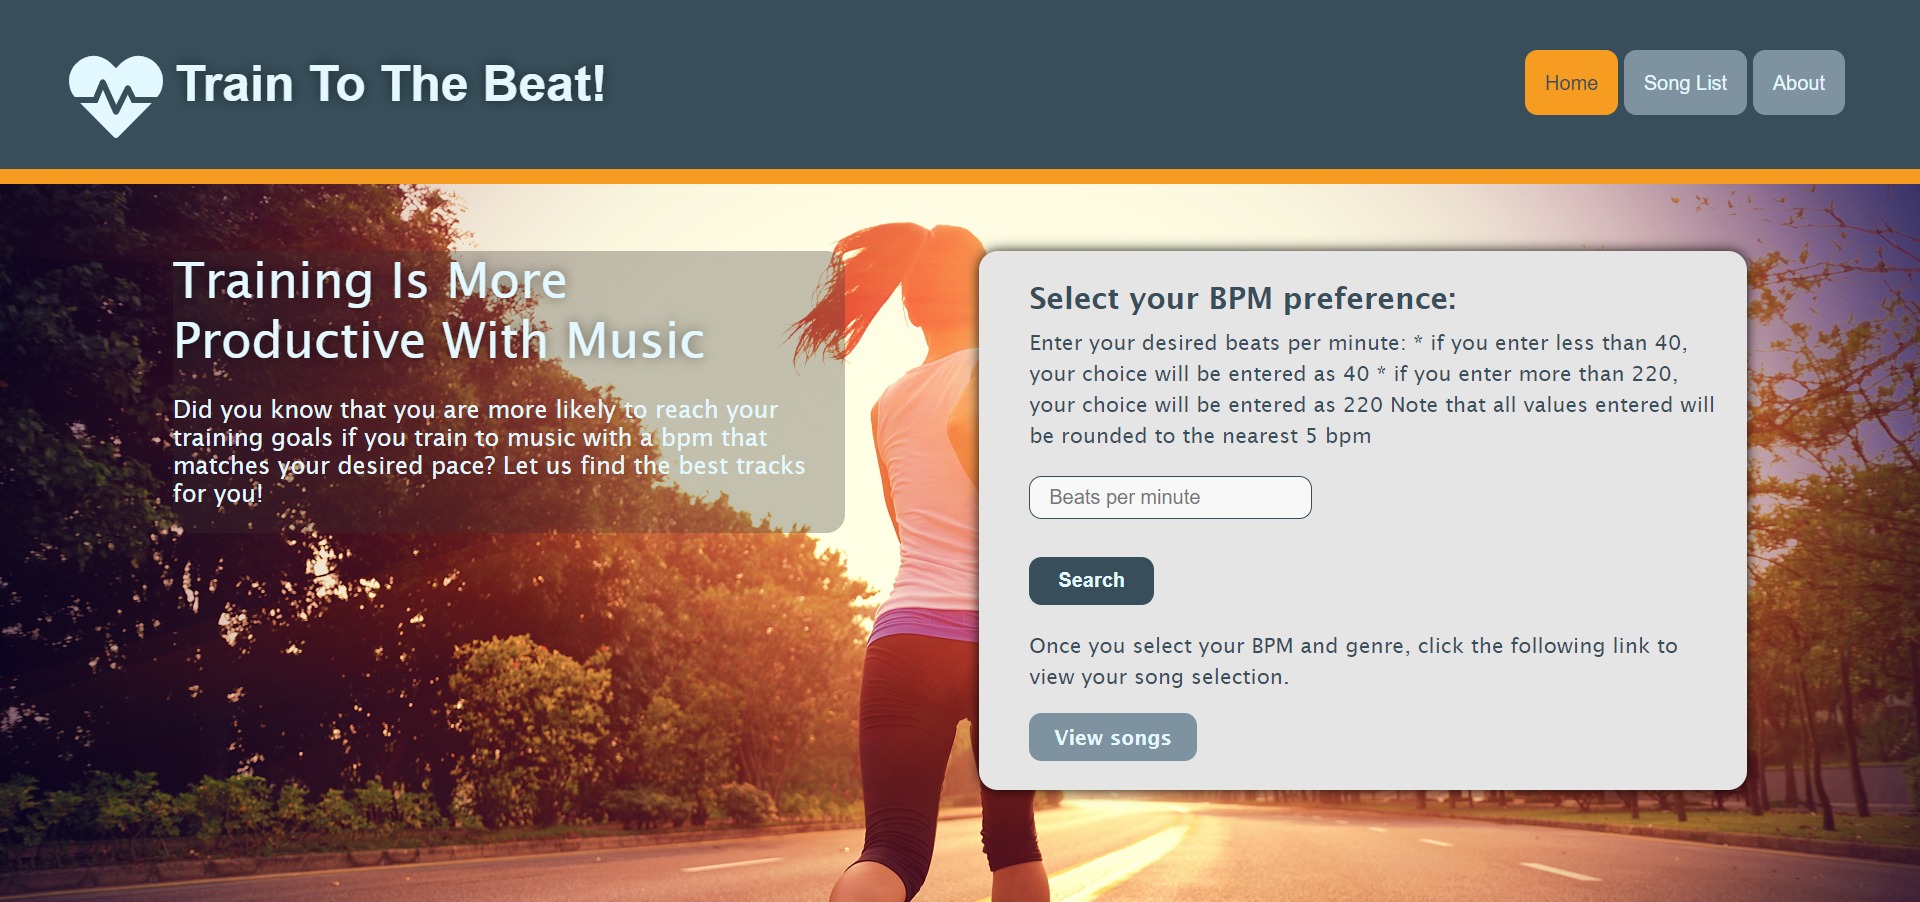 Train To The Beat!
Home
Song List
About
Training Is More
Productive With Music
Did you know that you are more likely to reach your
training goals if you train to music with a bpm that
matches your desired pace? Let us find the best tracks
for you!
Select your BPM preference:
Enter your desired beats per minute: * if you enter less than 40,
your choice will be entered as 40 * if you enter more than 220,
your choice will be entered as 220 Note that all values entered will
be rounded to the nearest 5 bpm
Beats per minute
Search
Once you select your BPM and genre, click the following link to
view your song selection.
View songs